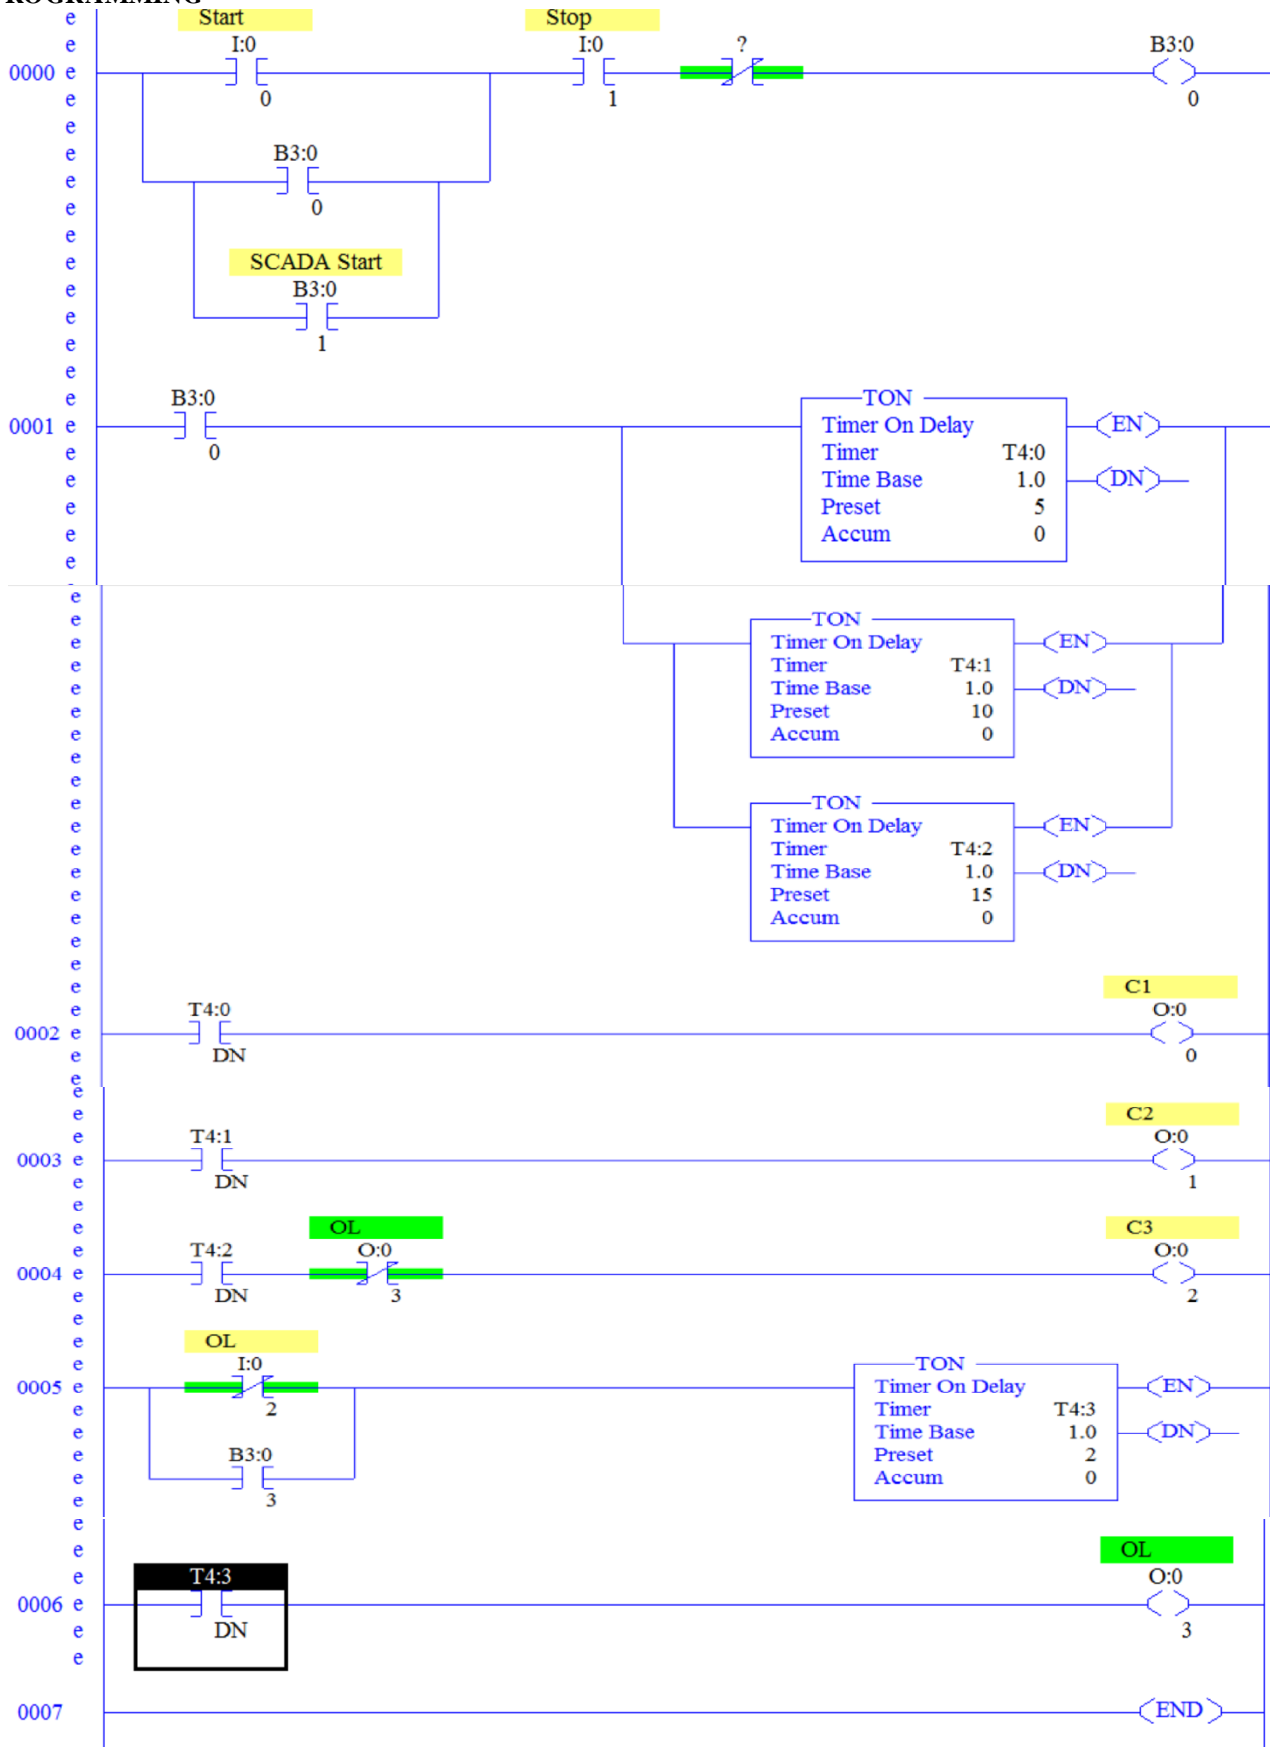 ROGRAMMING
e
Start
Stop
e
I:0
I:0
?
B3:0
0000 e
e
0
1
0
e
e
B3:0
e
e
0
e
e
SCADA Start
e
B3:0
e
e
1
e
e
B3:0
TON
0001 e
Timer On Delay
EN
e
0
Timer T4:0
e
Time Base 1.0
DN
e
Preset 5
e
Accum 0
e
e
e
TON
e
Timer On Delay
EN
e
Timer T4:1
e
Time Base 1.0
DN
e
Preset 10
e
Accum 0
e
e
e
TON
e
Timer On Delay
EN
e
Timer T4:2
e
Time Base 1.0
DN
e
Preset 15
e
Accum 0
e
e
e
C1
e
T4:0
O:0
0002 e
e
DN
0
e
e
e
C2
e
T4:1
O:0
0003 e
e
DN
1
e
e
OL
C3
e
T4:2
O:0
O:0
0004 e
e
DN
3
2
e
e
OL
e
I:0
TON
0005 e
Timer On Delay
EN
e
2
Timer T4:3
e
Time Base 1.0
DN
e
B3:0
Preset 2
e
Accum 0
e
3
e
e
OL
e
T4:3
O:0
0006 e
e
DN
3
e
0007
END